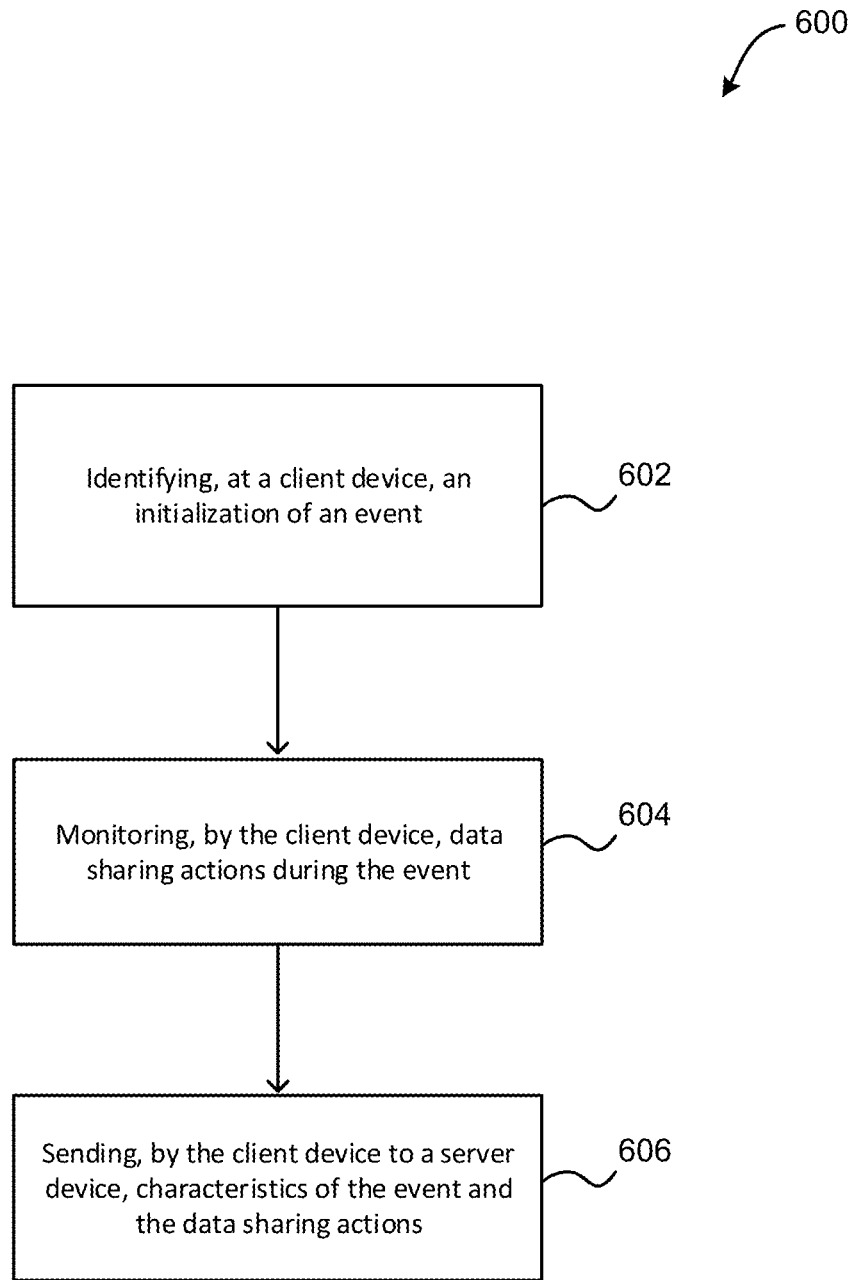 600
Identifying, at a client device, an
initialization of an event
602
Monitoring, by the client device, data
sharing actions during the event
604
Sending, by the client device to a server
device, characteristics of the event and
the data sharing actions
606